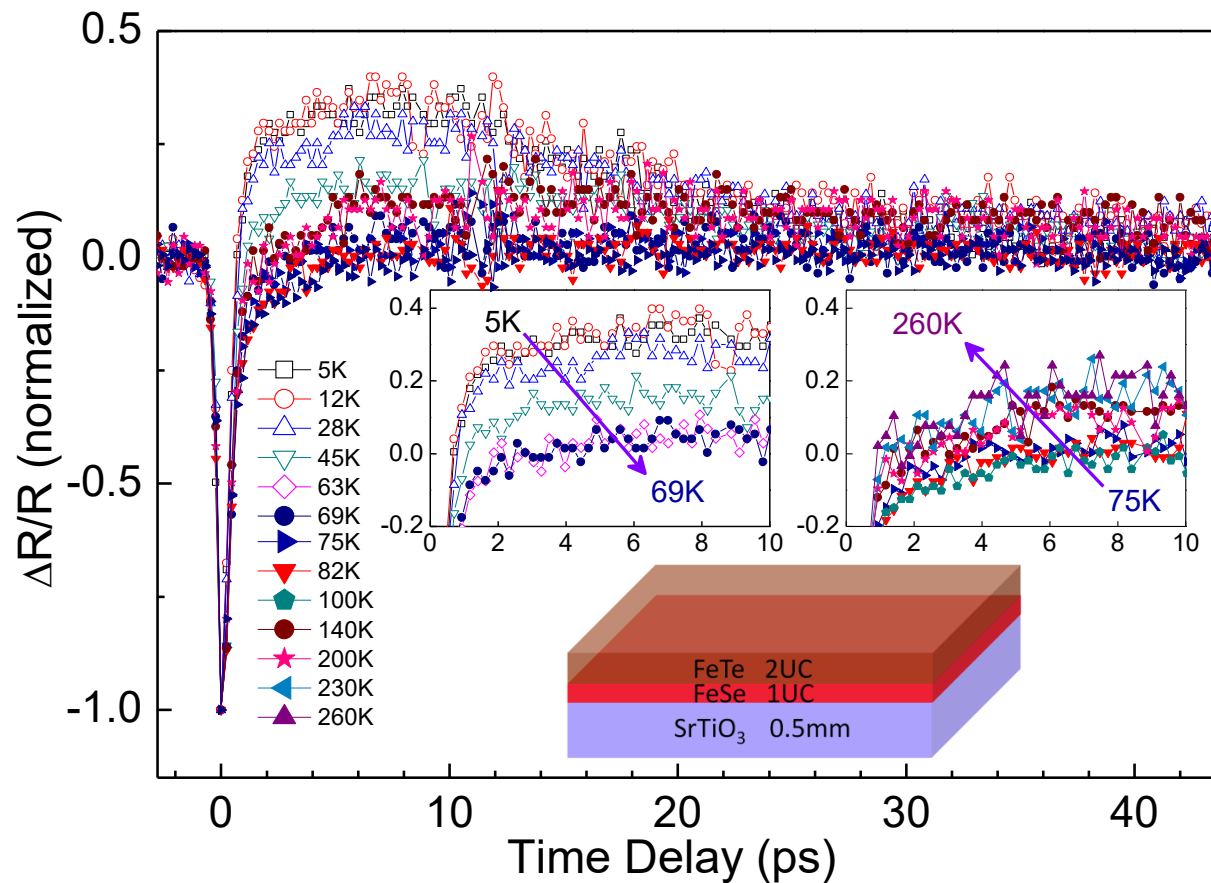 ΔR/R (normalized)
0.5
0.0
-0.5
-1.0
5K
12K
28K
45K
63K
69K
75K
82K
100K
140K
200K
230K
260K
0.4
0.2
0.0
-0.2
5K
69K
0 2 4 6 8 10
0.4
0.2
0.0
-0.2
260K
75K
0 2 4 6 8 10
FeTe 2UC
FeSe 1UC
SrTiO₃ 0.5mm
0 10 20 30 40
Time Delay (ps)